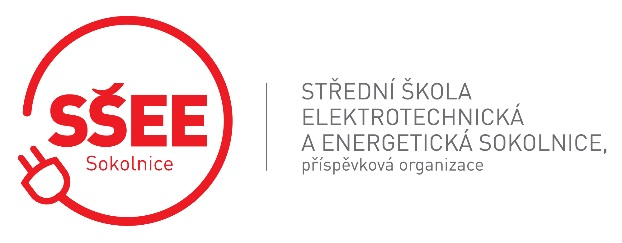 SŠEE
Sokolnice
STŘEDNÍ ŠKOLA
ELEKTROTECHNICKÁ
A ENERGETICKÁ SOKOLNICE,
příspěvková organizace